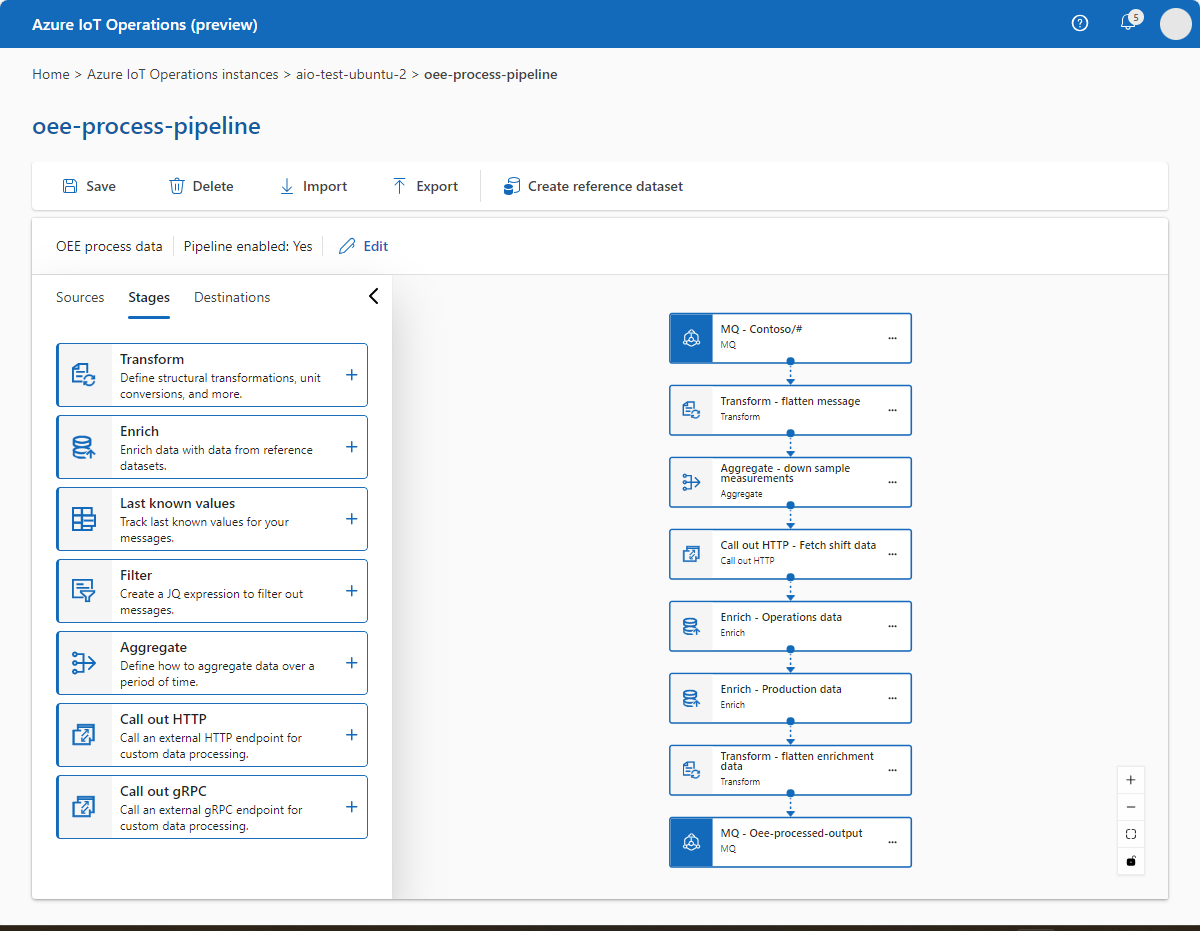 Azure IoT Operations (preview)
5
Home > Azure IoT Operations instances > aio-test-ubuntu-2 > oee-process-pipeline
oee-process-pipeline
Save
Delete
Import
Export
Create reference dataset
OEE process data
Pipeline enabled: Yes
Edit
Sources
Stages
Destinations
Transform
Define structural transformations, unit
conversions, and more.
Enrich
Enrich data with data from reference
datasets.
Last known values
Track last known values for your
messages.
Filter
Create a JQ expression to filter out
messages.
Aggregate
Define how to aggregate data over a
period of time.
Call out HTTP
Call an external HTTP endpoint for
custom data processing.
Call out gRPC
Call an external gRPC endpoint for
custom data processing.
MQ - Contoso/#
MQ
Transform - flatten message
Transform
Aggregate - down sample
measurements
Aggregate
Call out HTTP - Fetch shift data
Call out HTTP
Enrich - Operations data
Enrich
Enrich - Production data
Enrich
Transform - flatten enrichment
data
Transform
MQ - Oee-processed-output
MQ